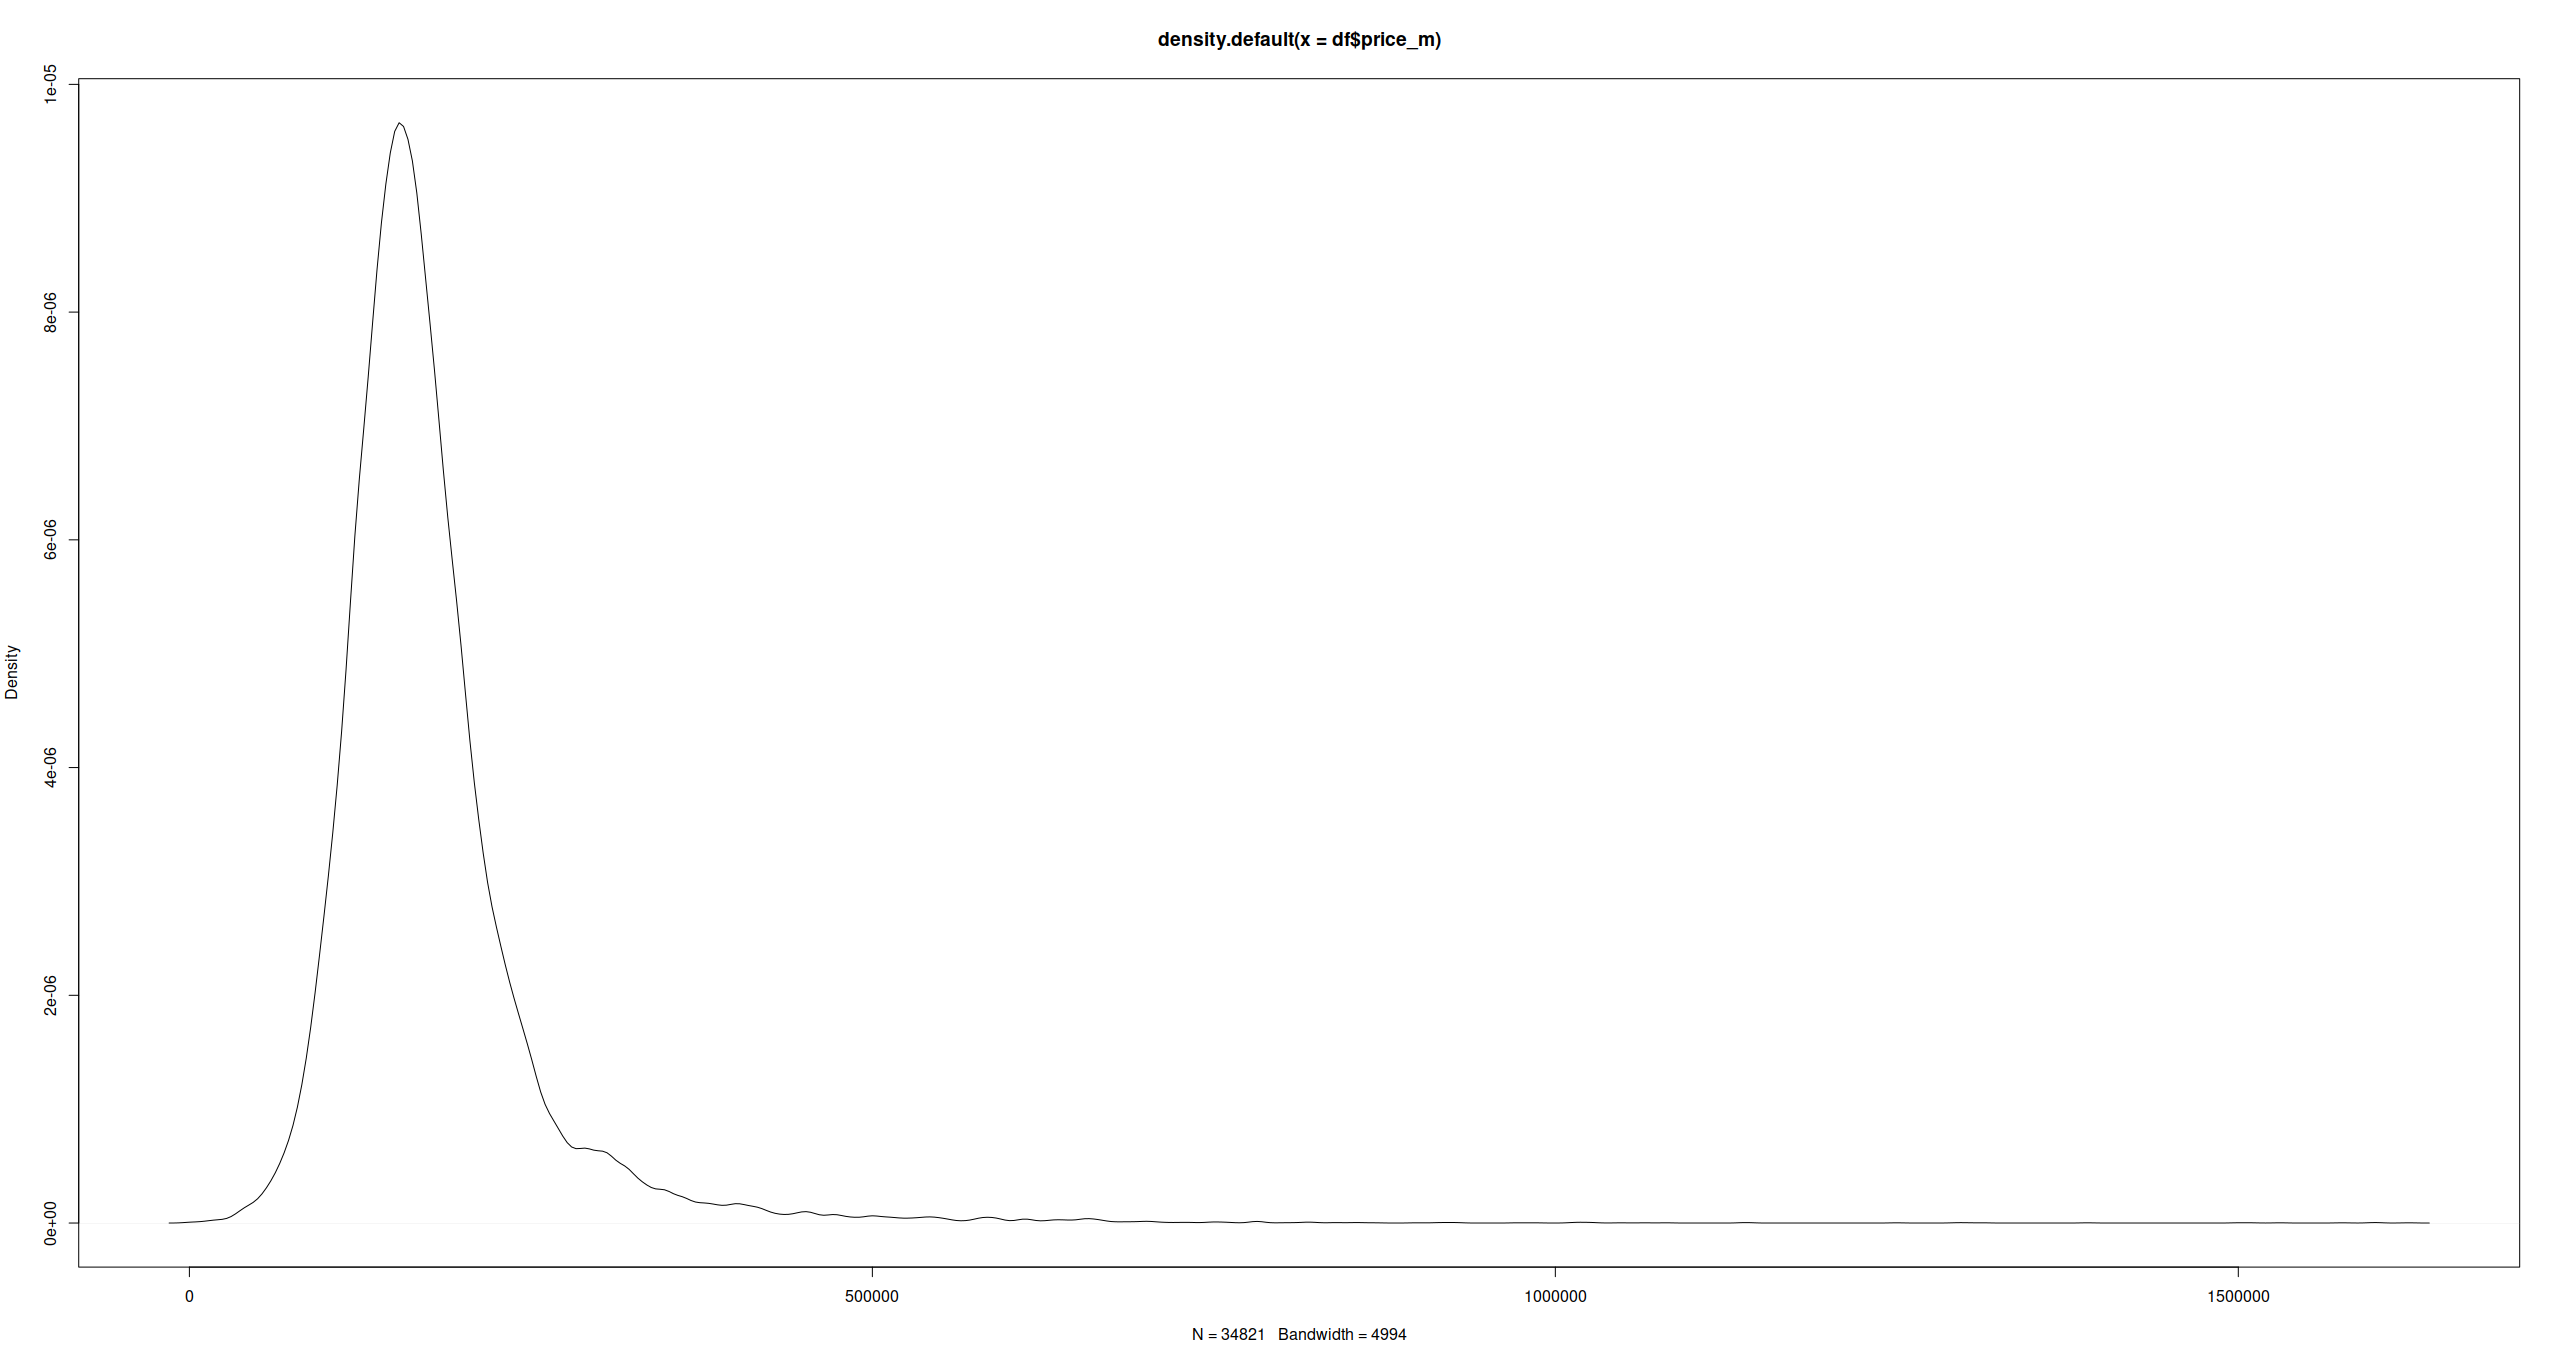 density.default(x = df$price_m)
1e-05
8e-06
6e-06
4e-06
2e-06
0e+00
Density
0
500000
1000000
1500000
N = 34821   Bandwidth = 4994